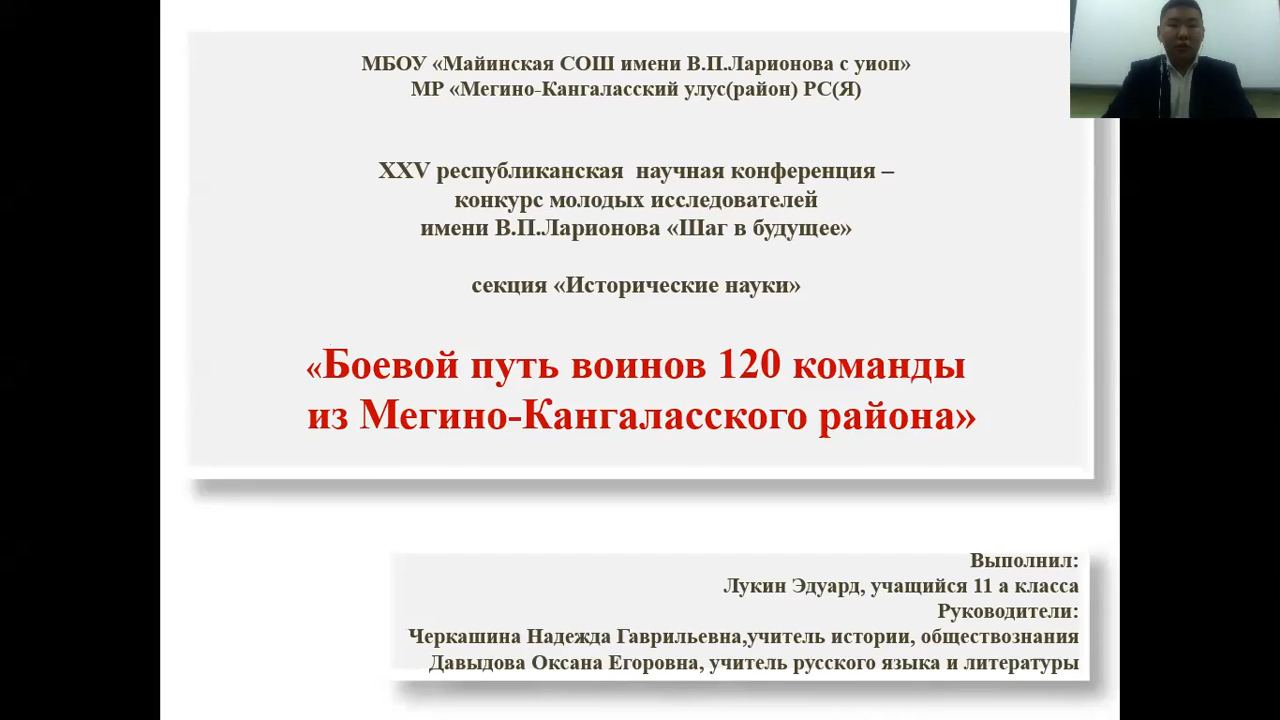 МБОУ «Майинская СОШ имени В.П.Ларионова с уиоп»
МР «Мегино-Кангаласский улус(район) РС(Я)
XXV республиканская научная конференция –
конкурс молодых исследователей
имени В.П.Ларионова «Шаг в будущее»
секция «Исторические науки»
«Боевой путь воинов 120 команды
из Мегино-Кангаласского района»
Выполнил:
Лукин Эдуард, учащийся 11 а класса
Руководители:
Черкашина Надежда Гаврильевна,учитель истории, обществознания
Давыдова Оксана Егоровна, учитель русского языка и литературы